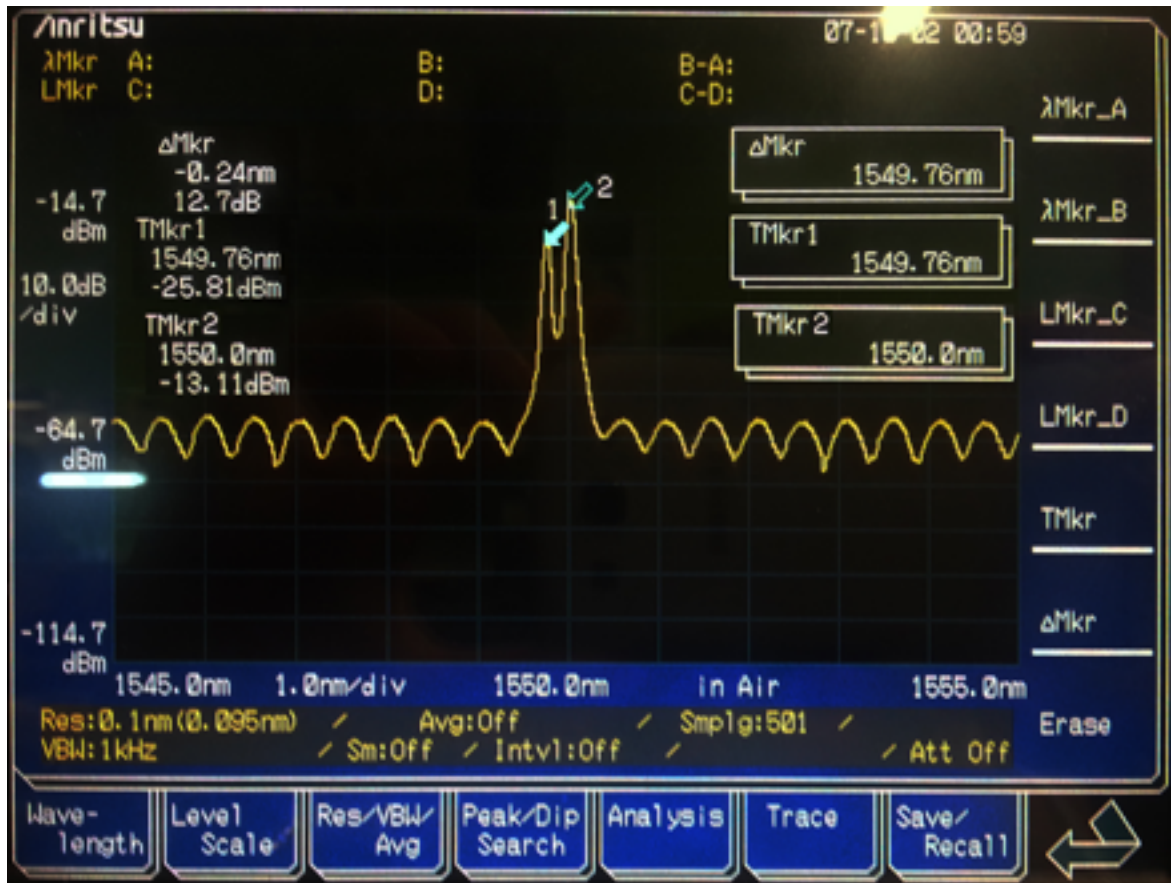 Anritsu
07-1 02 00:59
λMkr A: B: B-A:
LMkr C: D: C-D:
λMkr_A
ΔMkr
-0.24nm
12.7dB
ΔMkr
1549.76nm
-14.7
dBm
1
2
λMkr_B
TMkr1
1549.76nm
-25.81dBm
TMkr1
1549.76nm
10.0dB
/div
LMkr_C
TMkr2
1550.0nm
-13.11dBm
TMkr2
1550.0nm
-64.7
dBm
LMkr_D
TMkr
-114.7
dBm
ΔMkr
1545.0nm 1.0nm/div 1550.0nm in Air 1555.0nm
Res:0.1nm(0.095nm) / Avg:Off / Smplg:501 /
VBW:1kHz / Sm:Off / Intvl:Off / / Att Off
Erase
Wave-
length
Level
Scale
Res/VBW/
Avg
Peak/Dip
Search
Analysis
Trace
Save/
Recall